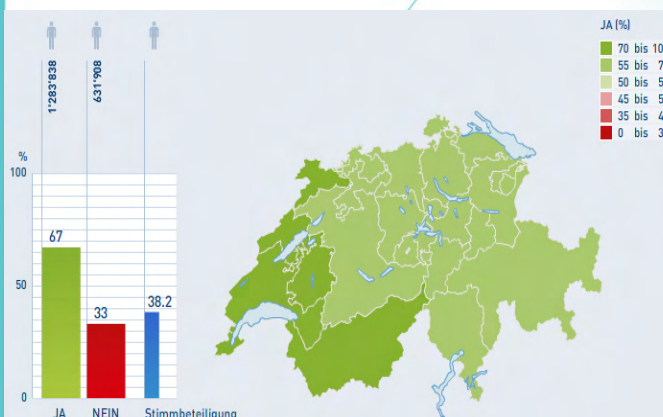 1'283'838
631'908
%
100
67
50
33
38.2
0
JA
NEIN
Stimmbeteiligung
JA (%)
70 bis 10
55 bis 7
50 bis 5
45 bis 5
35 bis 4
0 bis 3